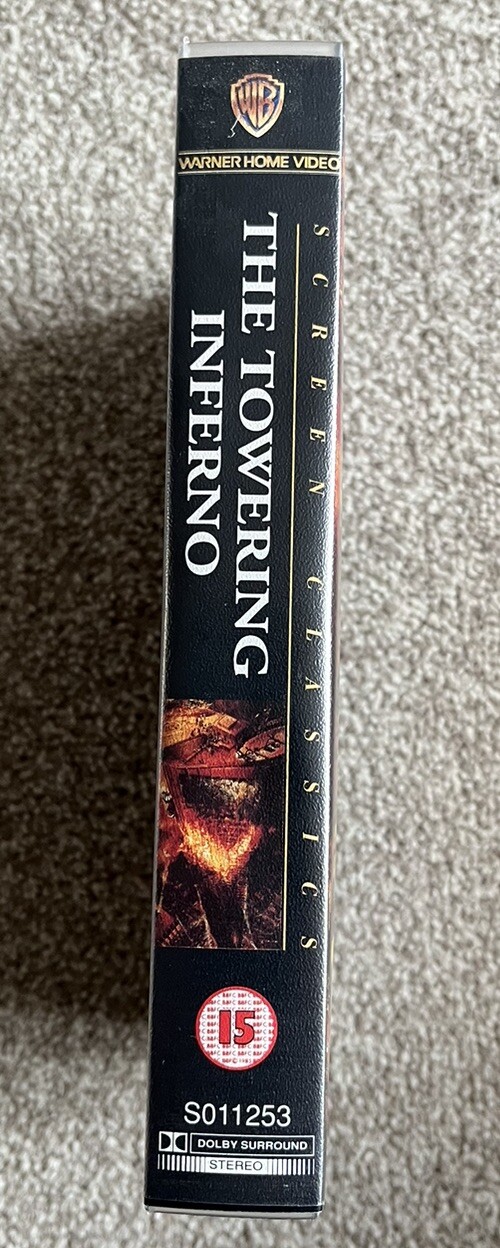 WB
WARNER HOME VIDEO
SCREEN CLASSICS
THE TOWERING
INFERNO
15
S011253
DOLBY SURROUND
STEREO